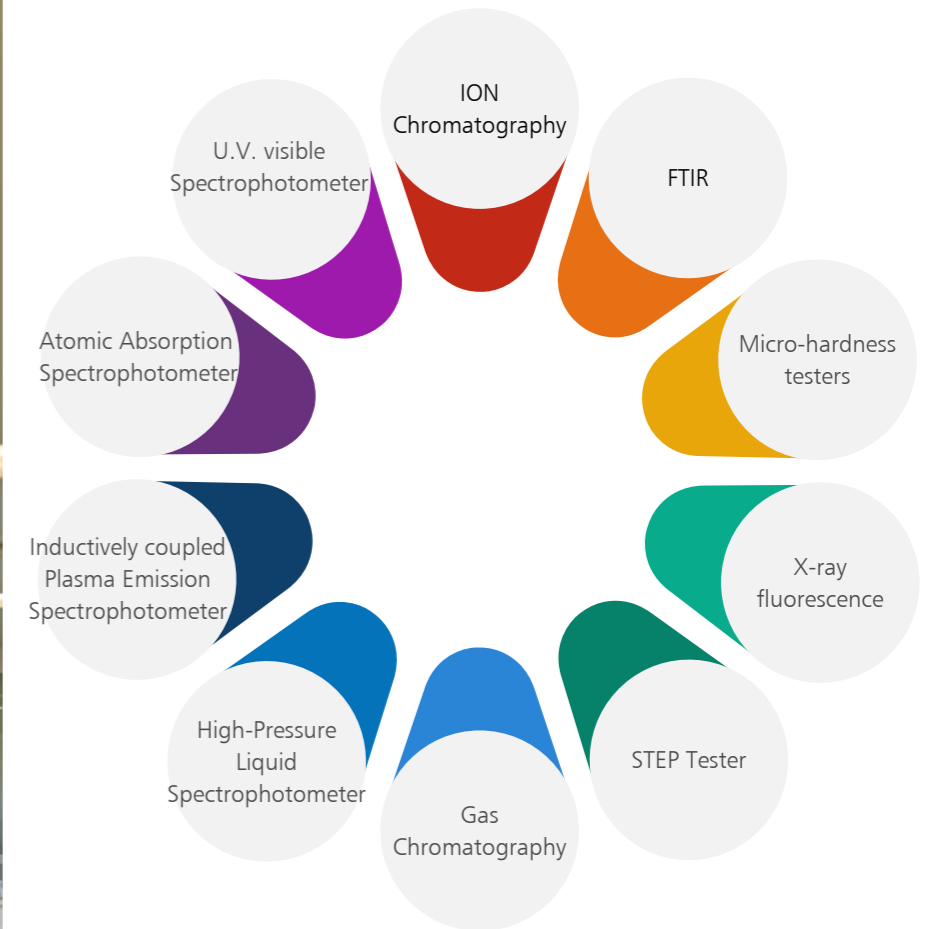 ION
Chromatography
FTIR
Micro-hardness
testers
X-ray
fluorescence
STEP Tester
Gas
Chromatography
High-Pressure
Liquid
Spectrophotometer
Inductively coupled
Plasma Emission
Spectrophotometer
Atomic Absorption
Spectrophotometer
U.V. visible
Spectrophotometer